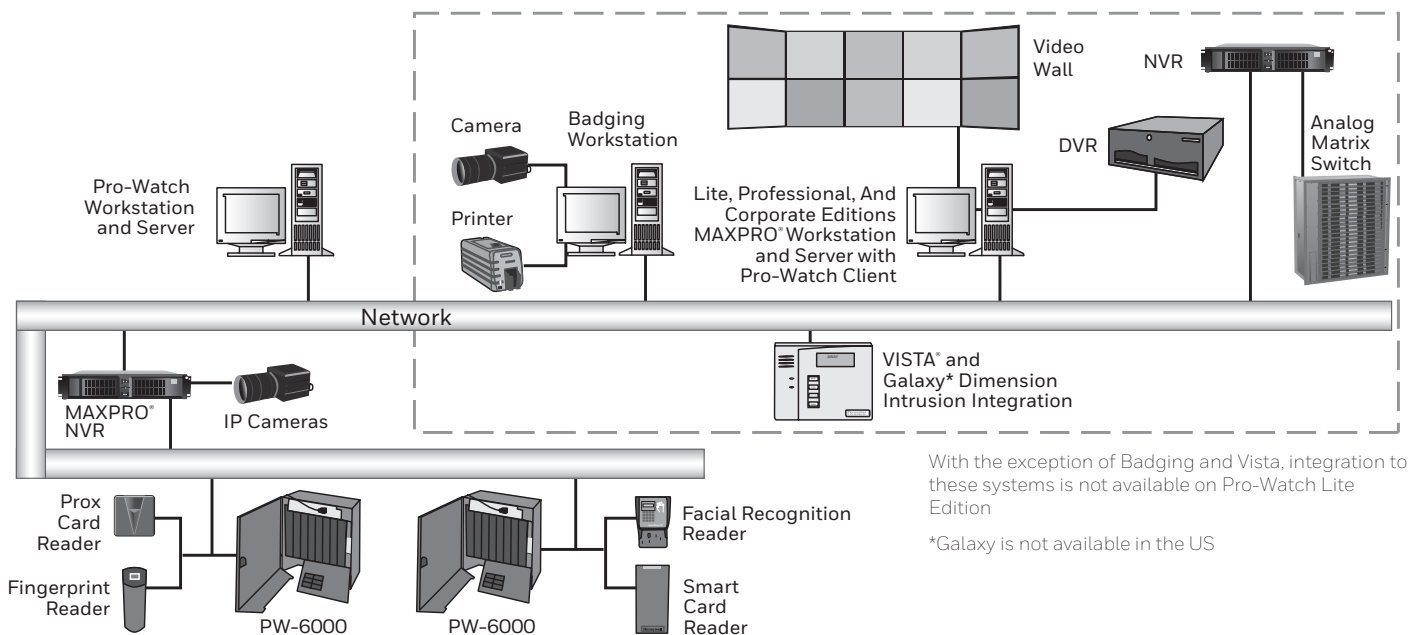 Video
Wall
NVR
Camera
Badging
Workstation
DVR
Analog
Matrix
Switch
Pro-Watch
Workstation
and Server
Printer
Lite, Professional, And
Corporate Editions
MAXPRO® Workstation
and Server with
Pro-Watch Client
Network
VISTA® and
Galaxy* Dimension
Intrusion Integration
MAXPRO®
NVR
IP Cameras
With the exception of Badging and Vista, integration to
these systems is not available on Pro-Watch Lite
Edition
*Galaxy is not available in the US
Prox
Card
Reader
Fingerprint
Reader
PW-6000
PW-6000
Facial Recognition
Reader
Smart
Card
Reader